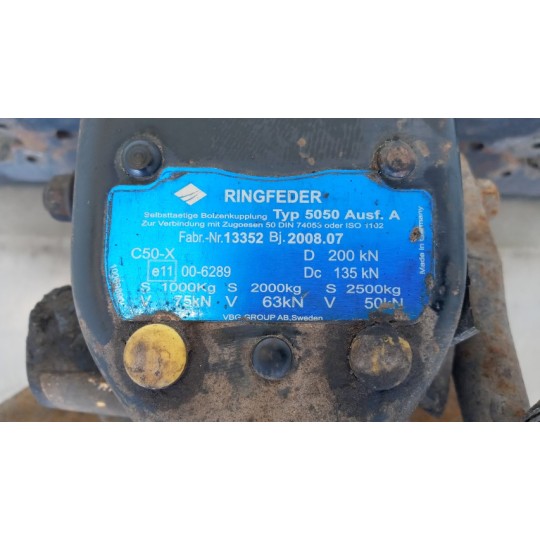 RINGFEDER
Selbsttaetige Bolzenkupplung Typ 5050 Ausf. A
Zur Verbindung mit Zugoesen 50 DIN 74053 oder ISO 1102
Fabr.-Nr. 13352 Bj. 2008.07
C50-X D 200 kN
e11 00-6289 Dc 135 kN
S 1000Kg S 2000kg S 2500kg
V 75kN V 63kN V 50kN
VBG GROUP AB, Sweden
Made in Germany